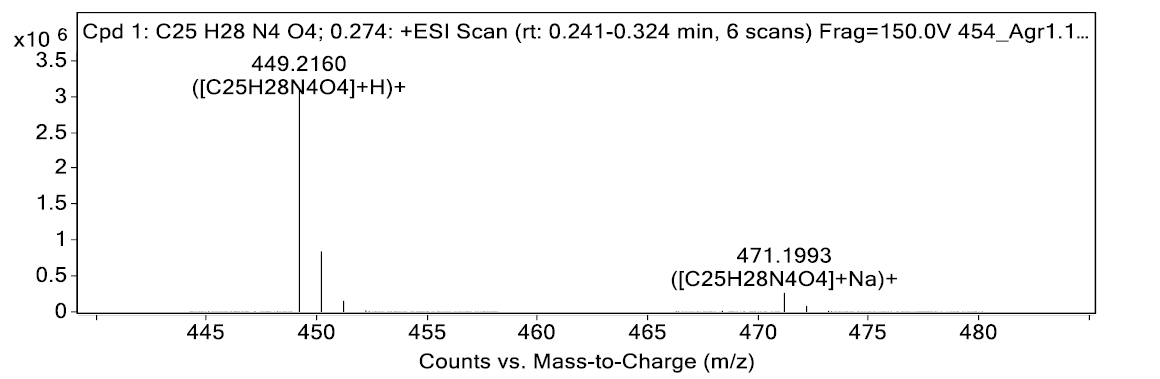 Cpd 1: C25 H28 N4 O4; 0.274: +ESI Scan (rt: 0.241-0.324 min, 6 scans) Frag=150.0V 454_Agr1.1...
x10 6
449.2160
([C25H28N4O4]+H)+
3.5
3
2.5
2
1.5
1
0.5
0
471.1993
([C25H28N4O4]+Na)+
445 450 455 460 465 470 475 480
Counts vs. Mass-to-Charge (m/z)